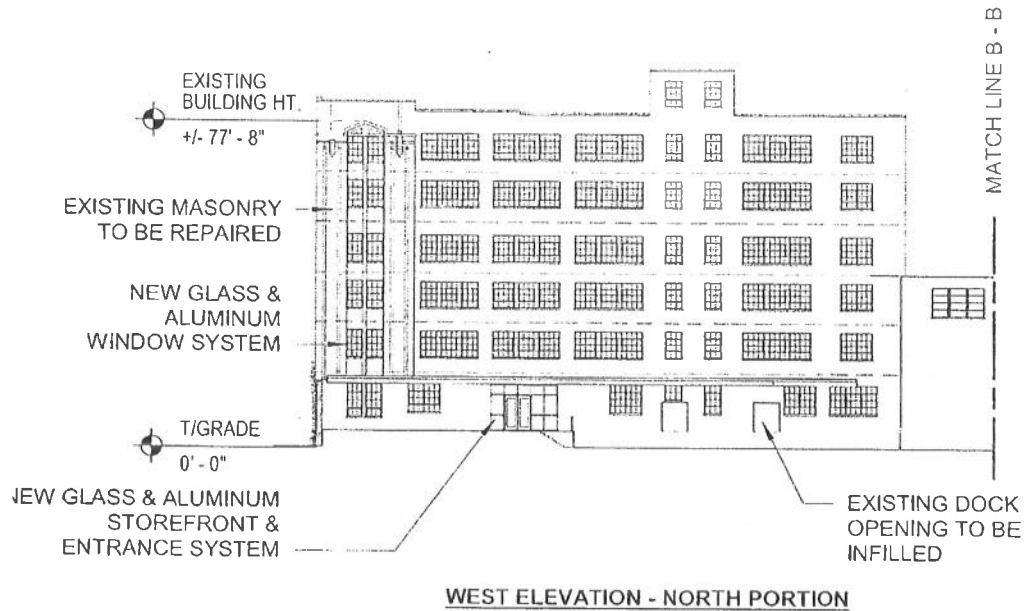 MATCH LINE B - B
EXISTING
BUILDING HT.
+/- 77' - 8"
EXISTING MASONRY
TO BE REPAIRED
NEW GLASS &
ALUMINUM
WINDOW SYSTEM
T/GRADE
0' - 0"
NEW GLASS & ALUMINUM
STOREFRONT &
ENTRANCE SYSTEM
EXISTING DOCK
OPENING TO BE
INFILLED
WEST ELEVATION - NORTH PORTION